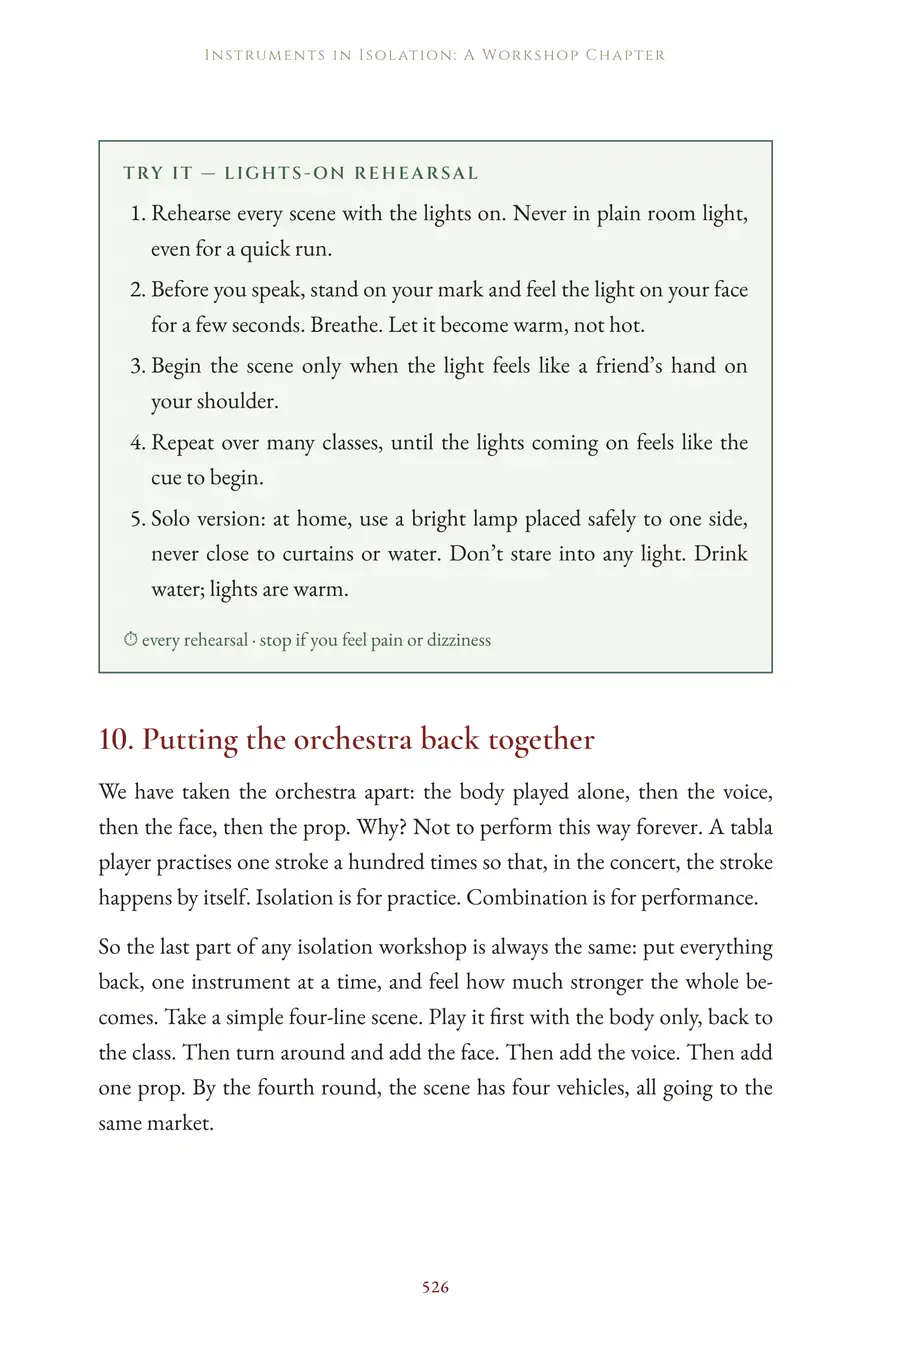 Instruments in Isolation: A Workshop Chapter
TRY IT — LIGHTS-ON REHEARSAL
1. Rehearse every scene with the lights on. Never in plain room light,
even for a quick run.
2. Before you speak, stand on your mark and feel the light on your face
for a few seconds. Breathe. Let it become warm, not hot.
3. Begin the scene only when the light feels like a friend’s hand on
your shoulder.
4. Repeat over many classes, until the lights coming on feels like the
cue to begin.
5. Solo version: at home, use a bright lamp placed safely to one side,
never close to curtains or water. Don’t stare into any light. Drink
water; lights are warm.
⏱ every rehearsal · stop if you feel pain or dizziness
10. Putting the orchestra back together
We have taken the orchestra apart: the body played alone, then the voice,
then the face, then the prop. Why? Not to perform this way forever. A tabla
player practises one stroke a hundred times so that, in the concert, the stroke
happens by itself. Isolation is for practice. Combination is for performance.
So the last part of any isolation workshop is always the same: put everything
back, one instrument at a time, and feel how much stronger the whole be-
comes. Take a simple four-line scene. Play it first with the body only, back to
the class. Then turn around and add the face. Then add the voice. Then add
one prop. By the fourth round, the scene has four vehicles, all going to the
same market.
526